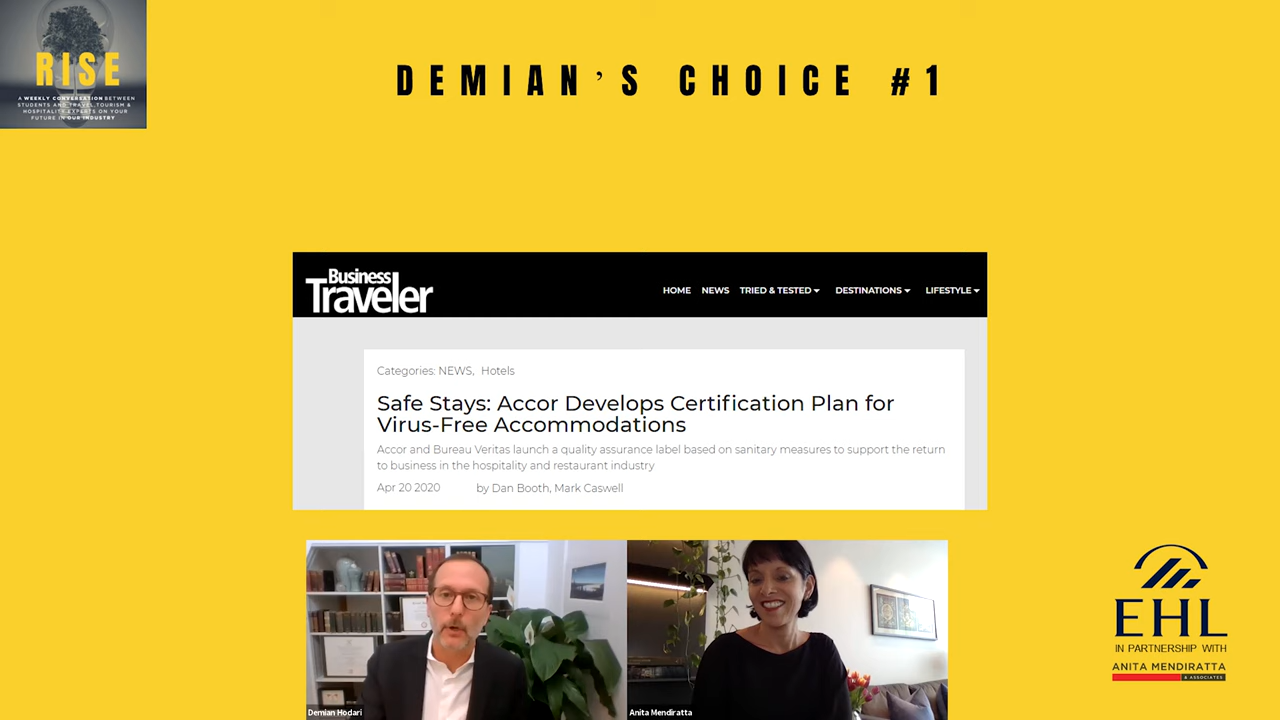 RISE
A WEEKLY CONVERSATION BETWEEN
STUDENTS AND TRAVEL, TOURISM &
HOSPITALITY EXPERTS ON YOUR
FUTURE IN OUR INDUSTRY
DEMIAN'S CHOICE #1
Business
Traveler
HOME NEWS TRIED & TESTED DESTINATIONS LIFESTYLE
Categories: NEWS, Hotels
Safe Stays: Accor Develops Certification Plan for
Virus-Free Accommodations
Accor and Bureau Veritas launch a quality assurance label based on sanitary measures to support the return
to business in the hospitality and restaurant industry
Apr 20 2020 by Dan Booth, Mark Caswell
Demian Hodari
Anita Mendiratta
EHL
IN PARTNERSHIP WITH
ANITA MENDIRATTA
& ASSOCIATES